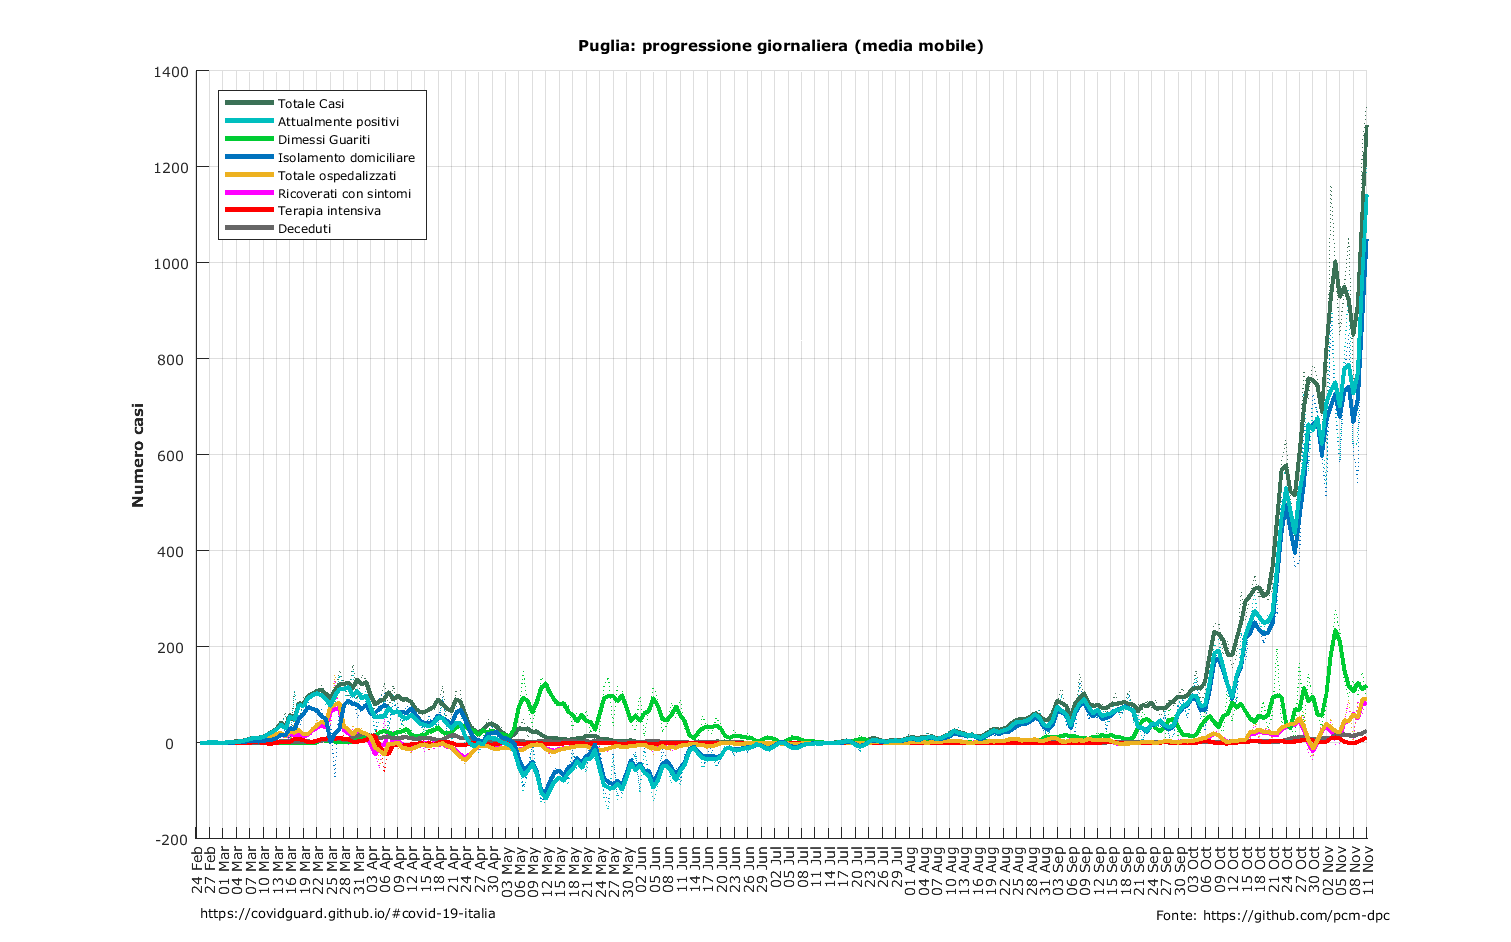 Puglia: progressione giornaliera (media mobile)
1400
1200
1000
800
600
400
200
0
-200
Numero casi
Totale Casi
Attualmente positivi
Dimessi Guariti
Isolamento domiciliare
Totale ospedalizzati
Ricoverati con sintomi
Terapia intensiva
Deceduti
24 Feb
27 Feb
01 Mar
04 Mar
07 Mar
10 Mar
13 Mar
16 Mar
19 Mar
22 Mar
25 Mar
28 Mar
31 Mar
03 Apr
06 Apr
09 Apr
12 Apr
15 Apr
18 Apr
21 Apr
24 Apr
27 Apr
30 Apr
03 May
06 May
09 May
12 May
15 May
18 May
21 May
24 May
27 May
30 May
02 Jun
05 Jun
08 Jun
11 Jun
14 Jun
17 Jun
20 Jun
23 Jun
26 Jun
29 Jun
02 Jul
05 Jul
08 Jul
11 Jul
14 Jul
17 Jul
20 Jul
23 Jul
26 Jul
29 Jul
01 Aug
04 Aug
07 Aug
10 Aug
13 Aug
16 Aug
19 Aug
22 Aug
25 Aug
28 Aug
31 Aug
03 Sep
06 Sep
09 Sep
12 Sep
15 Sep
18 Sep
21 Sep
24 Sep
27 Sep
30 Sep
03 Oct
06 Oct
09 Oct
12 Oct
15 Oct
18 Oct
21 Oct
24 Oct
27 Oct
30 Oct
02 Nov
05 Nov
08 Nov
11 Nov
https://covidguard.github.io/#covid-19-italia
Fonte: https://github.com/pcm-dpc